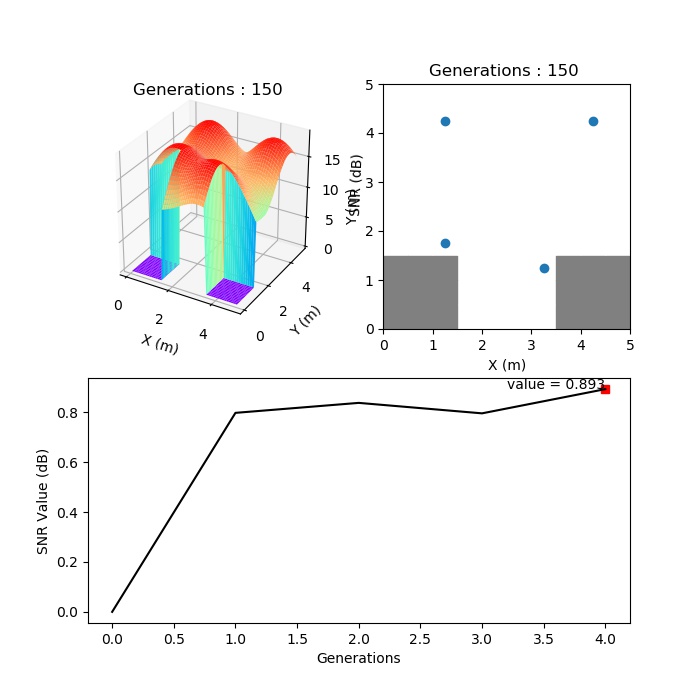 Generations : 150
15
10
5
0
SNR (dB)
0
2
4
X (m)
0
2
4
Y (m)
Generations : 150
5
4
3
2
1
0
Y (m)
0 1 2 3 4 5
X (m)
value = 0.893
0.8
0.6
0.4
0.2
0.0
SNR Value (dB)
0.0 0.5 1.0 1.5 2.0 2.5 3.0 3.5 4.0
Generations